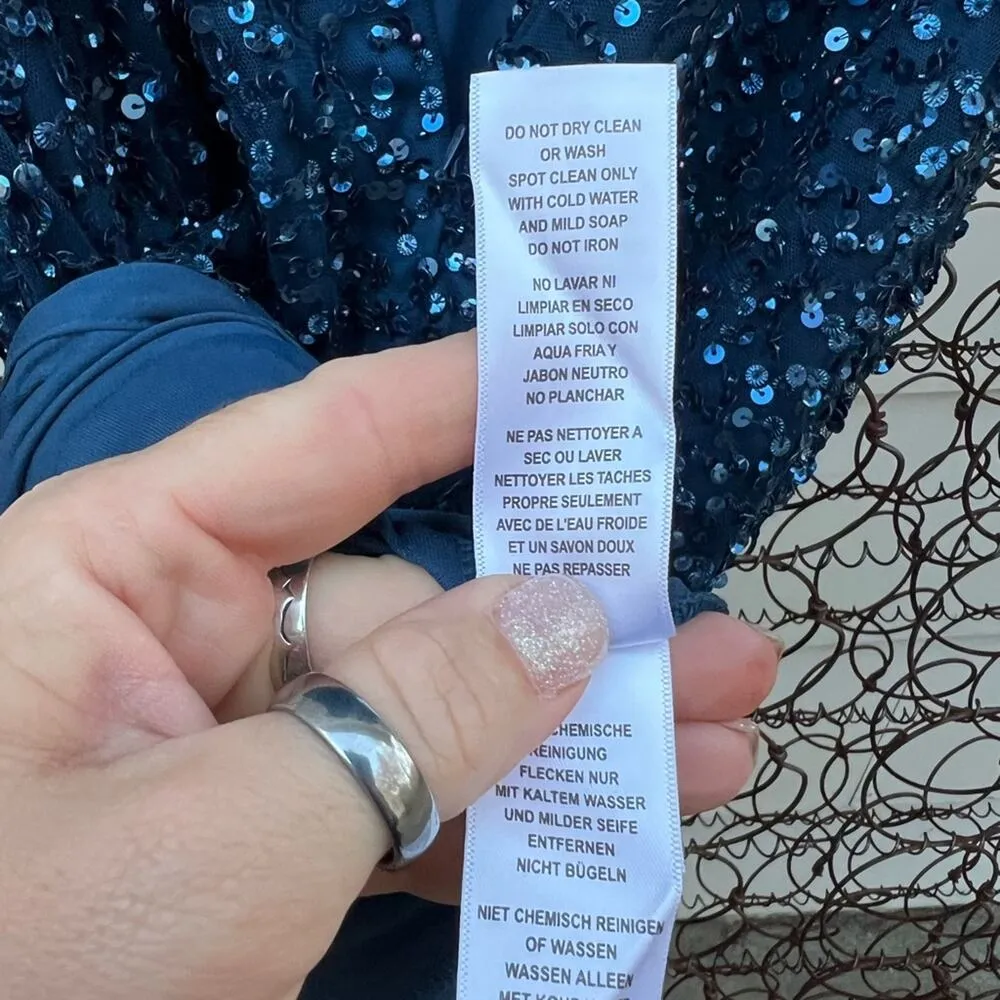 DO NOT DRY CLEAN
OR WASH
SPOT CLEAN ONLY
WITH COLD WATER
AND MILD SOAP
DO NOT IRON
NO LAVAR NI
LIMPIAR EN SECO
LIMPIAR SOLO CON
AQUA FRIA Y
JABON NEUTRO
NO PLANCHAR
NE PAS NETTOYER A
SEC OU LAVER
NETTOYER LES TACHES
PROPRE SEULEMENT
AVEC DE L'EAU FROIDE
ET UN SAVON DOUX
NE PAS REPASSER
CHEMISCHE
REINIGUNG
FLECKEN NUR
MIT KALTEM WASSER
UND MILDER SEIFE
ENTFERNEN
NICHT BÜGELN
NIET CHEMISCH REINIGEN
OF WASSEN
WASSEN ALLEEN
MET